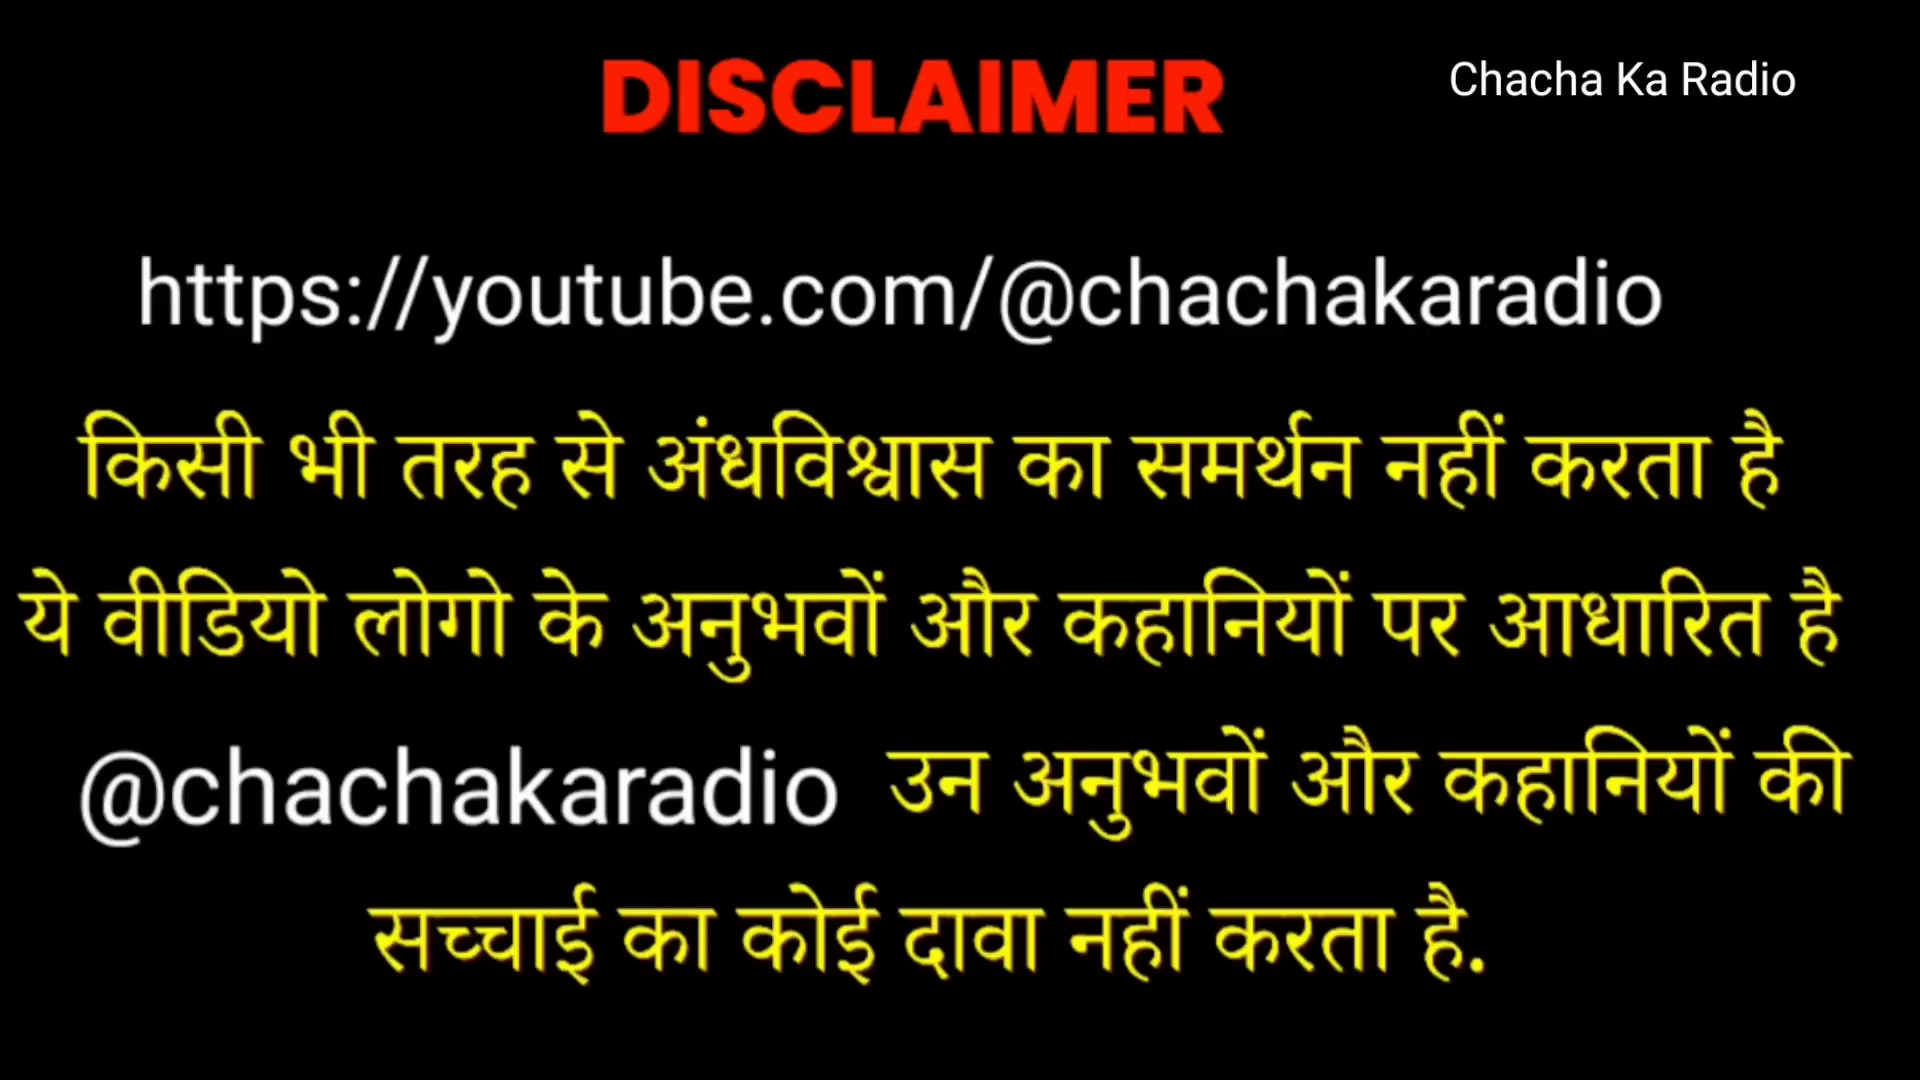 DISCLAIMER
Chacha Ka Radio
https://youtube.com/@chachakaradio
किसी भी तरह से अंधविश्वास का समर्थन नहीं करता है
ये वीडियो लोगो के अनुभवों और कहानियों पर आधारित है
@chachakaradio उन अनुभवों और कहानियों की
सच्चाई का कोई दावा नहीं करता है.